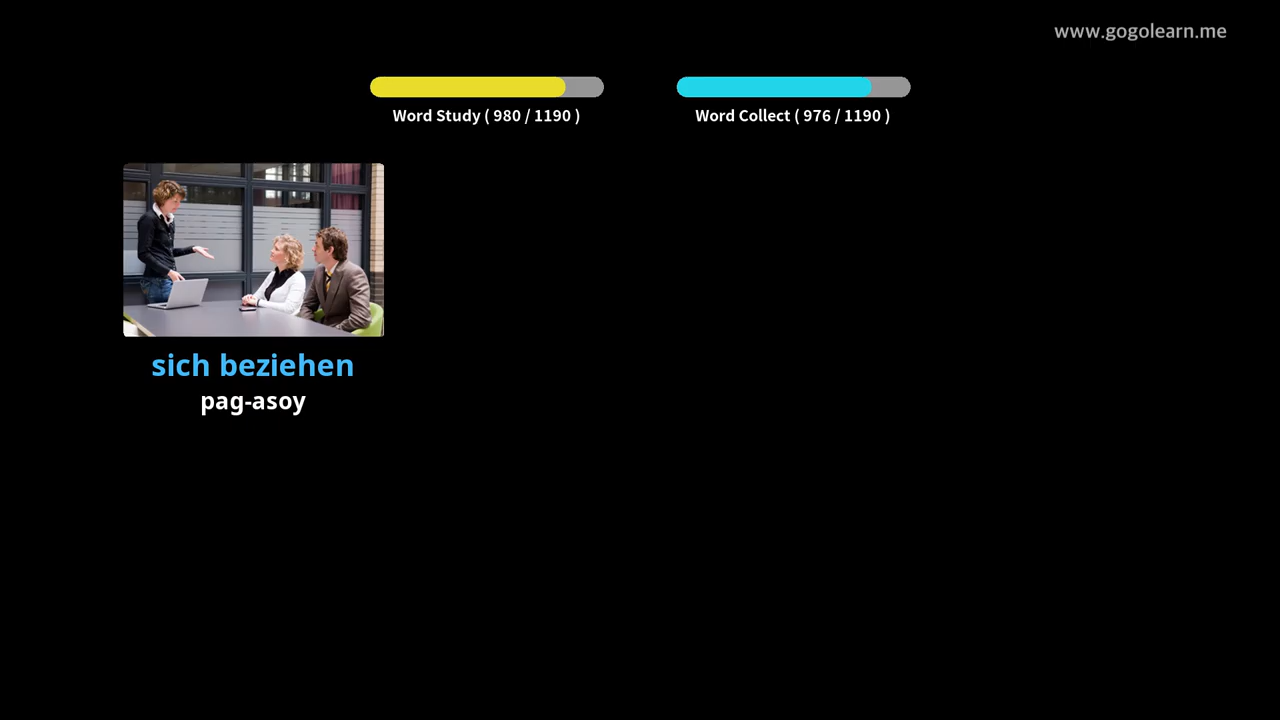 www.gogolearn.me
Word Study ( 980 / 1190 )
Word Collect ( 976 / 1190 )
sich beziehen
pag-asoy